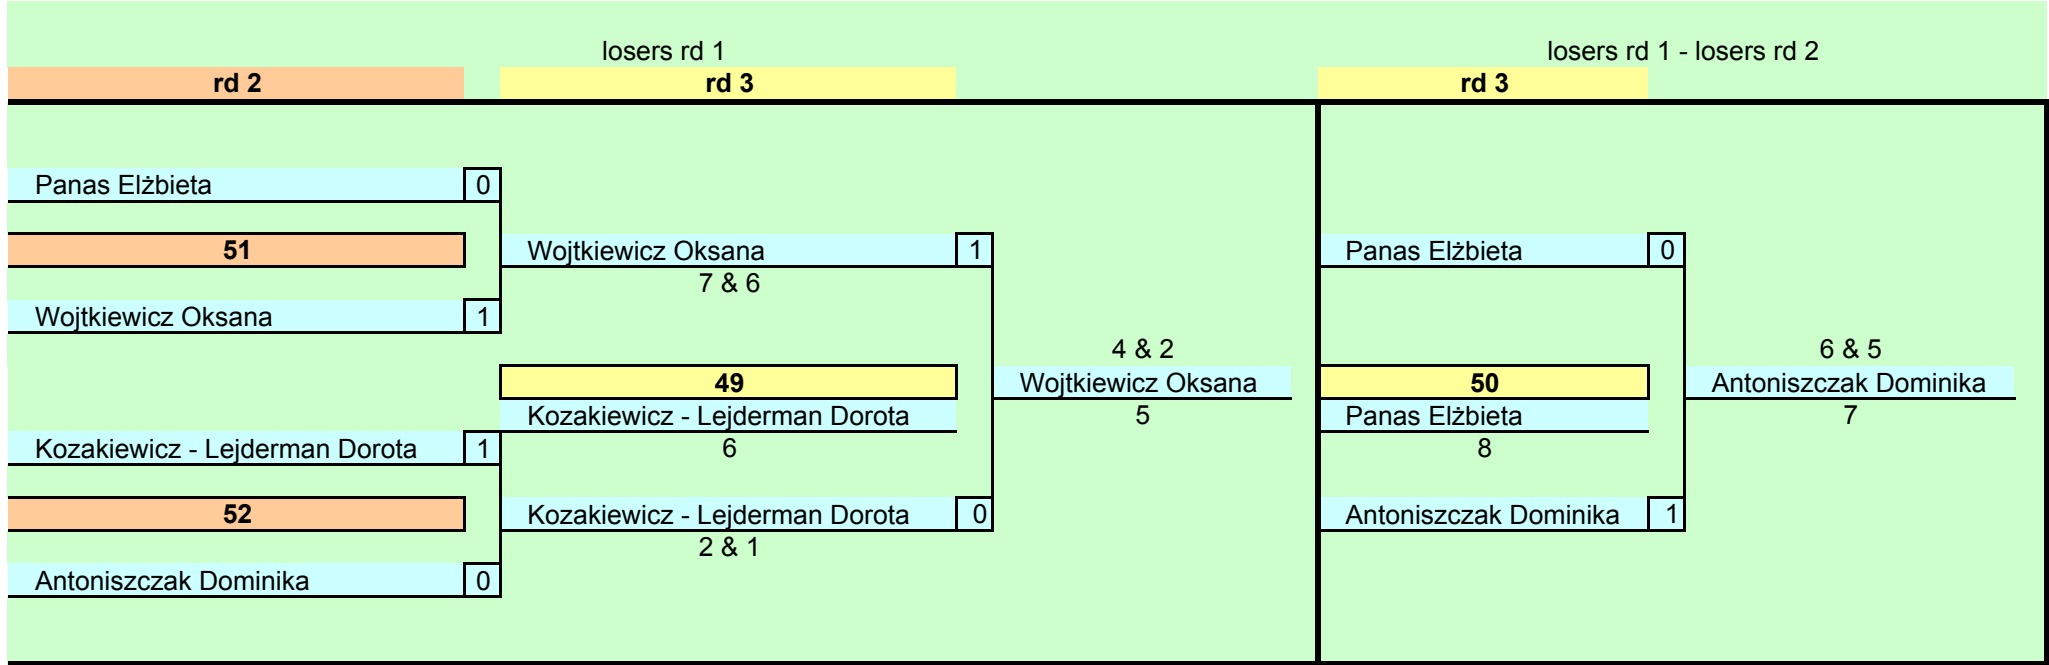 losers rd 1
losers rd 1 - losers rd 2
rd 2
rd 3
rd 3
Panas Elżbieta 0
51
Wojtkiewicz Oksana 1
Wojtkiewicz Oksana 1
7 & 6
4 & 2
49
Wojtkiewicz Oksana
5
Kozakiewicz - Lejderman Dorota
6
Kozakiewicz - Lejderman Dorota 1
52
Kozakiewicz - Lejderman Dorota 0
2 & 1
Antoniszczak Dominika 0
Panas Elżbieta 0
6 & 5
50
Antoniszczak Dominika
7
Panas Elżbieta
8
Antoniszczak Dominika 1